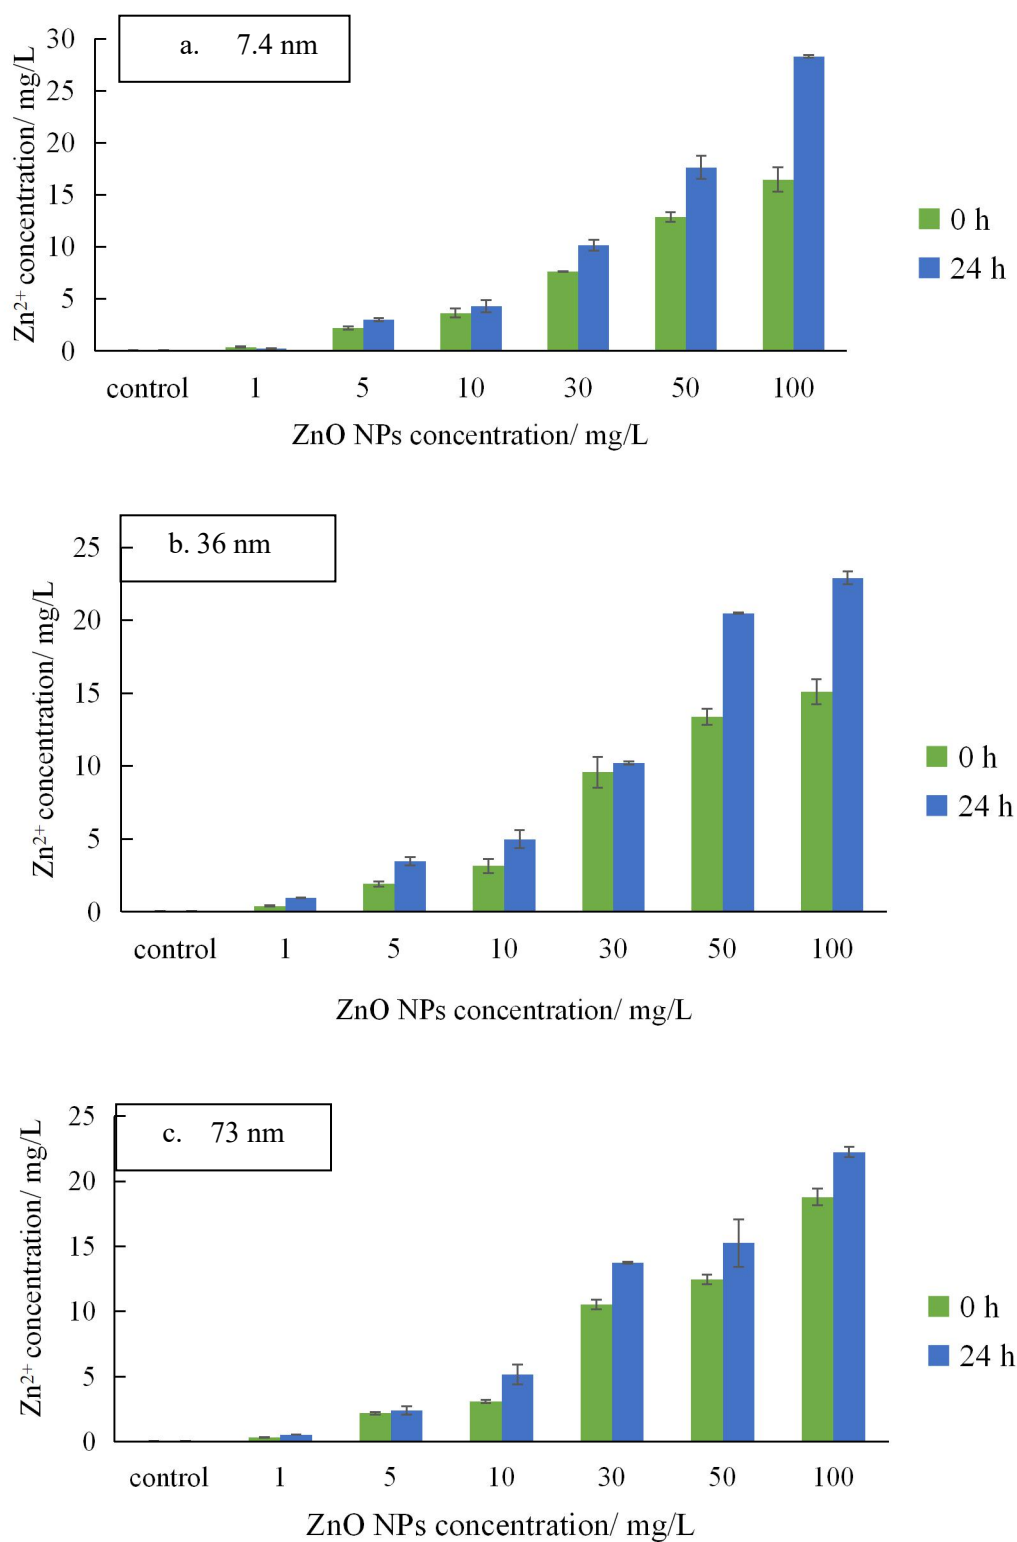 a. 7.4 nm
Zn²⁺ concentration/ mg/L
30
25
20
15
10
5
0
control 1 5 10 30 50 100
ZnO NPs concentration/ mg/L
0 h
24 h
b. 36 nm
Zn²⁺ concentration/ mg/L
25
20
15
10
5
0
control 1 5 10 30 50 100
ZnO NPs concentration/ mg/L
0 h
24 h
c. 73 nm
Zn²⁺ concentration/ mg/L
25
20
15
10
5
0
control 1 5 10 30 50 100
ZnO NPs concentration/ mg/L
0 h
24 h